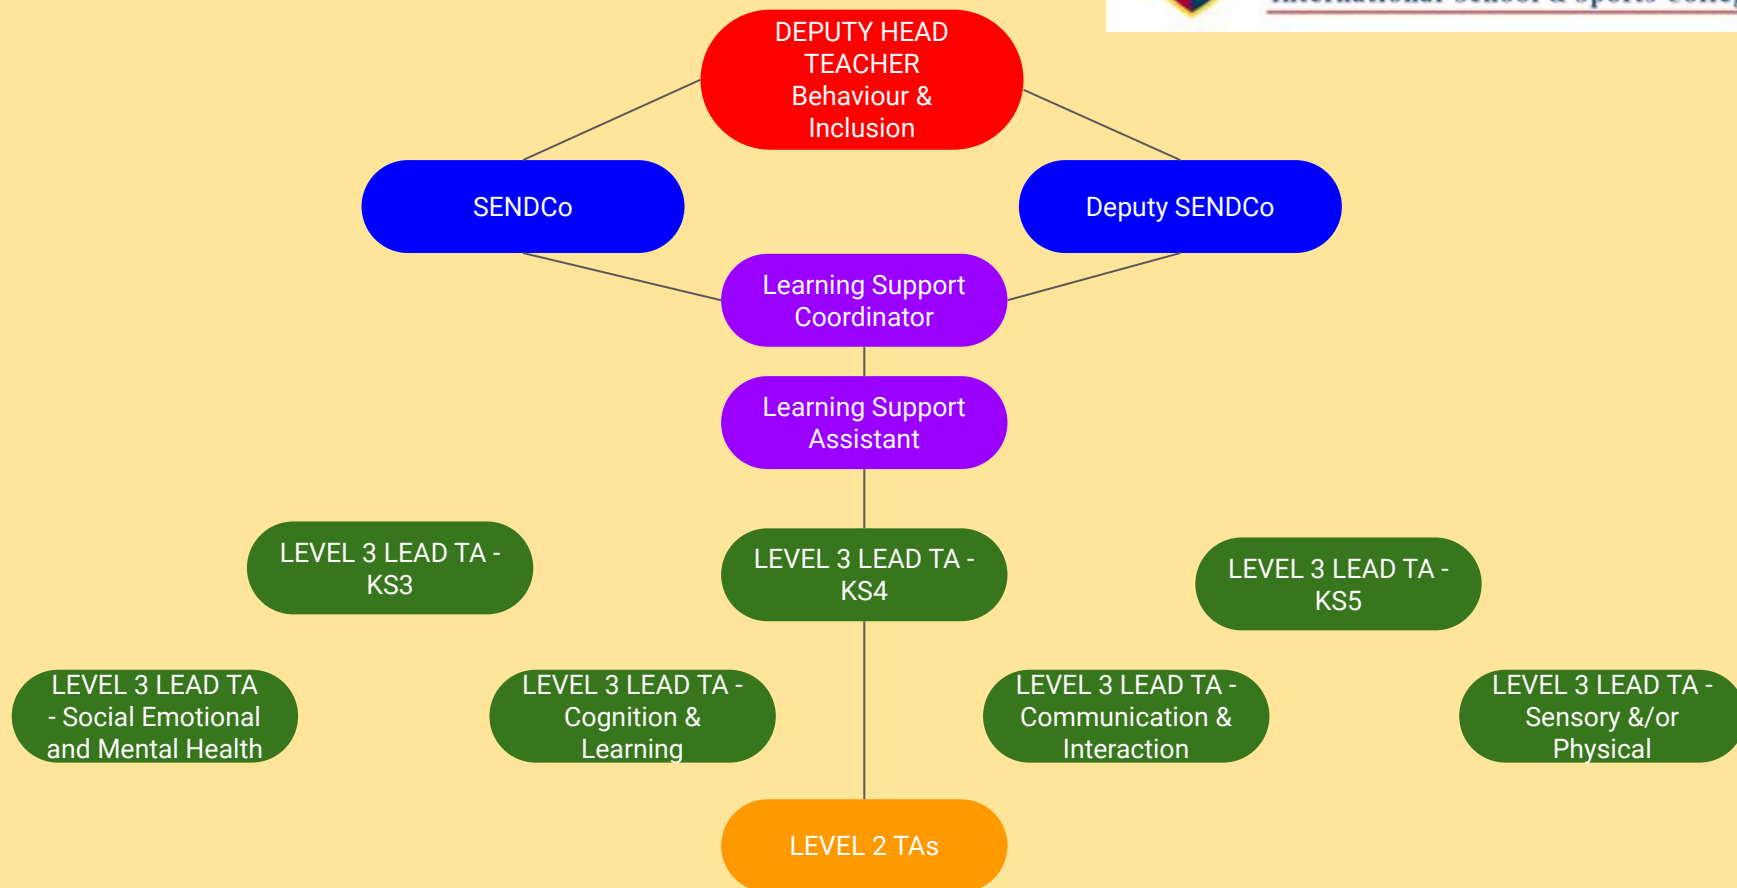 International School & Sports
DEPUTY HEAD
TEACHER
Behaviour &
Inclusion
SENDCo
Deputy SENDCo
Learning Support
Coordinator
Learning Support
Assistant
LEVEL 3 LEAD TA -
KS3
LEVEL 3 LEAD TA -
KS4
LEVEL 3 LEAD TA -
KS5
LEVEL 3 LEAD TA
- Social Emotional
and Mental Health
LEVEL 3 LEAD TA -
Cognition &
Learning
LEVEL 3 LEAD TA -
Communication &
Interaction
LEVEL 3 LEAD TA -
Sensory &/or
Physical
LEVEL 2 TAs